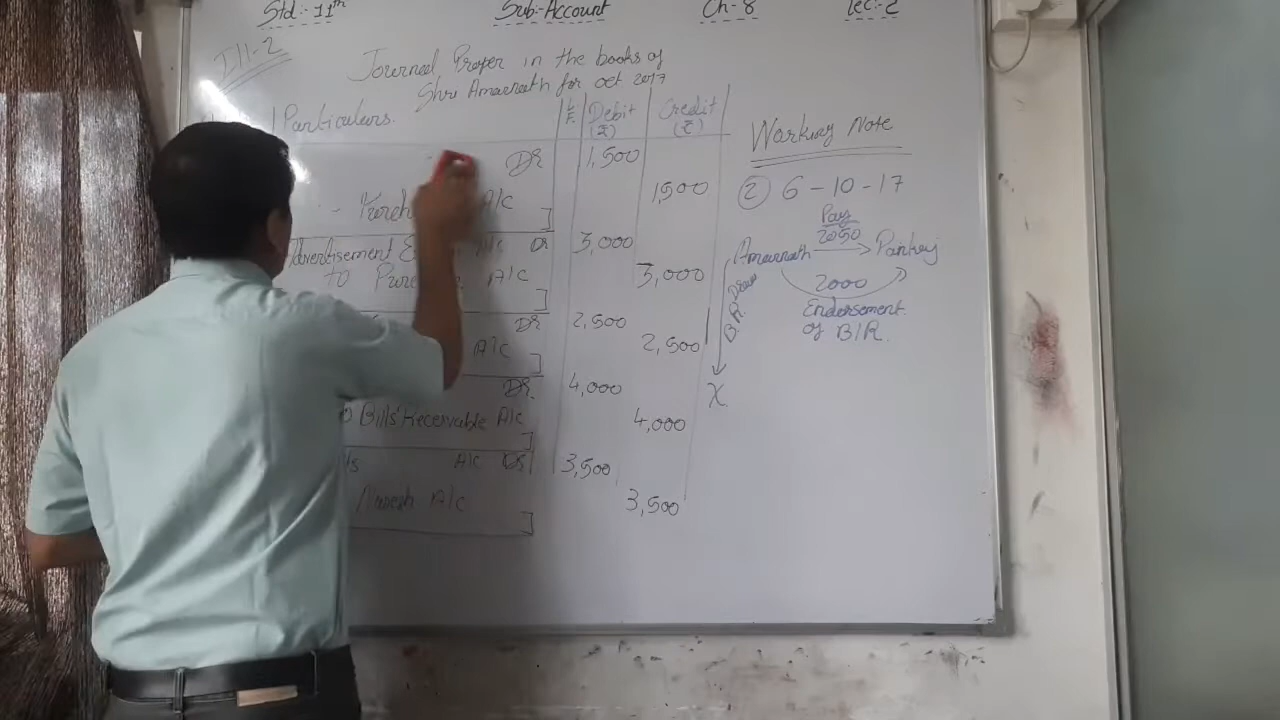 Std:- 11th Sub-Account Ch-8 Lec:-2
Ill-2
Journal Proper in the books of
Shri Amarnath for oct 2017
Particulars. L.F. Debit (₹) Credit (₹)
Dr 1,500
A/c 1,500
Advertisement A/c Dr 3,000
to A/c 3,000
Dr 2,500
A/c 2,500
Dr 4,000
Bills Receivable A/c 4,000
A/c Dr 3,500
A/c 3,500
Working Note
② 6-10-17
Pay
2050
Amarnath Pankaj
2000
Endorsement
of B/R.
B.R. Draw
X